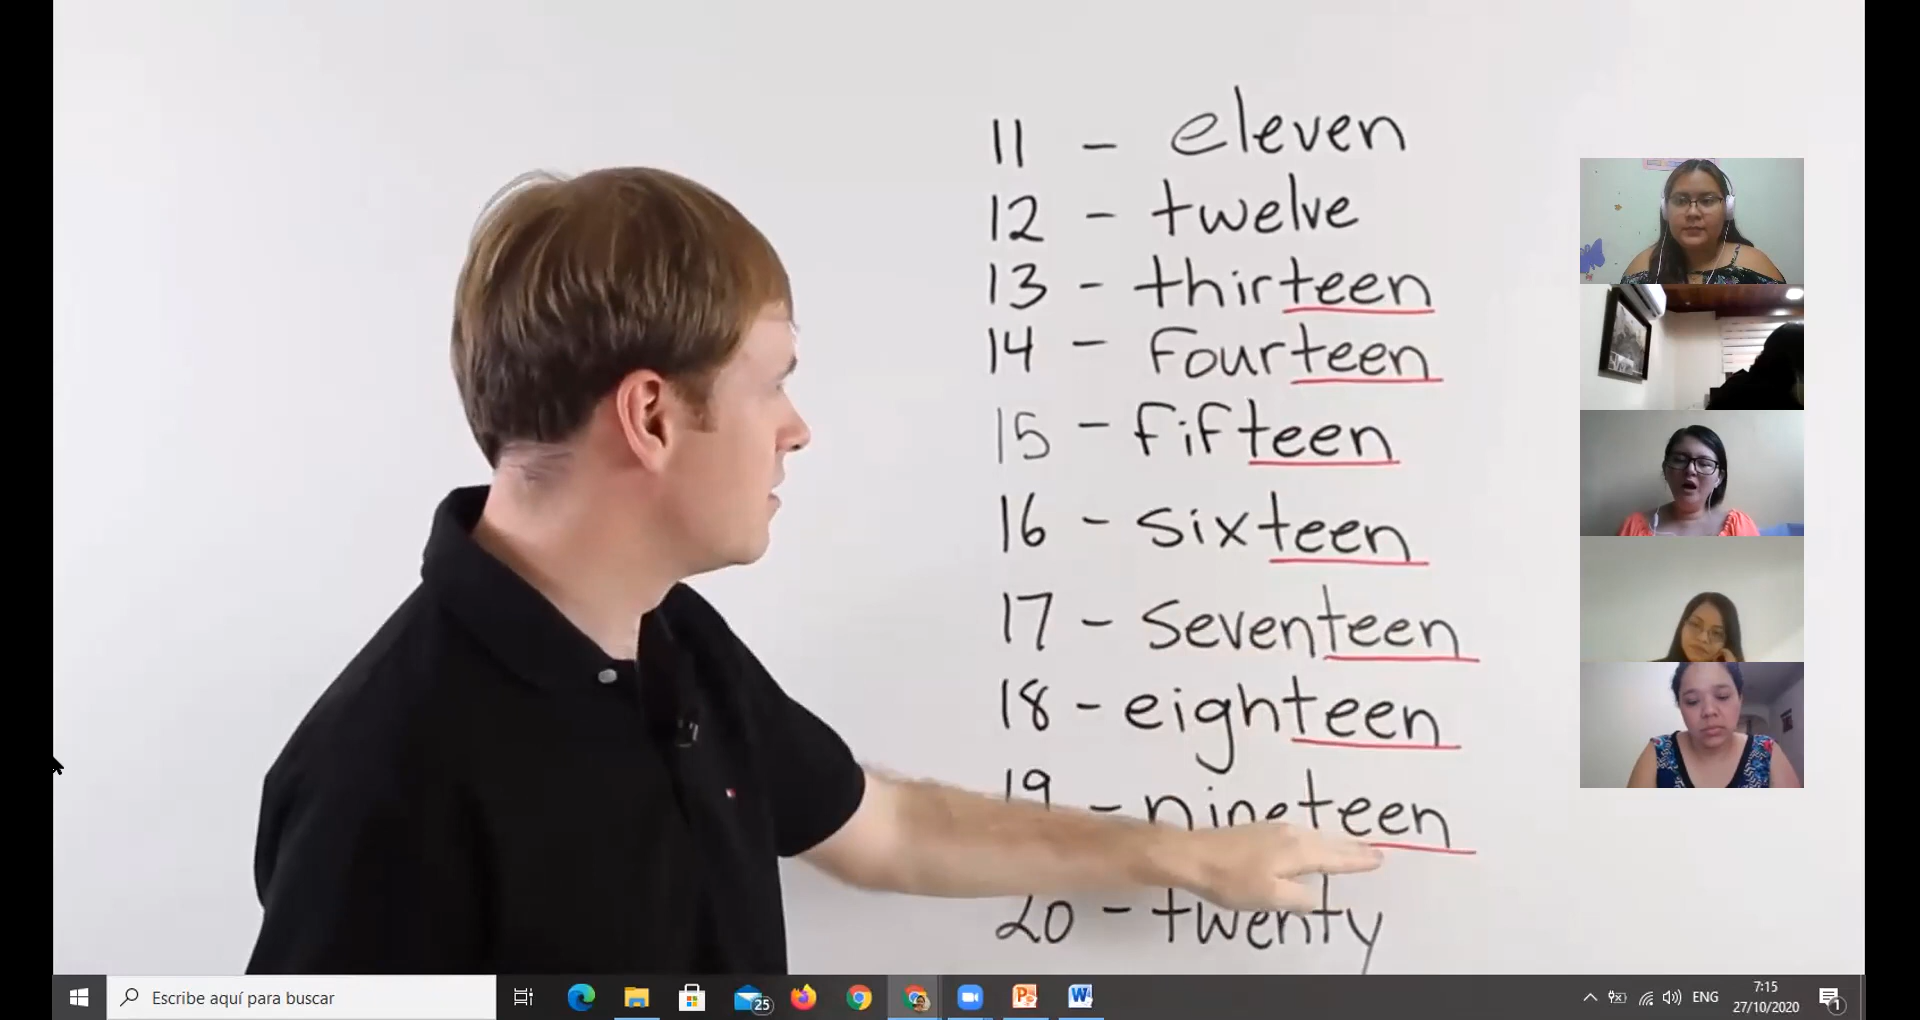 11 - eleven
12 - twelve
13 - thirteen
14 - fourteen
15 - fifteen
16 - sixteen
17 - seventeen
18 - eighteen
19 - nineteen
20 - twenty
Escribe aquí para buscar
25
ENG
7:15
27/10/2020
1